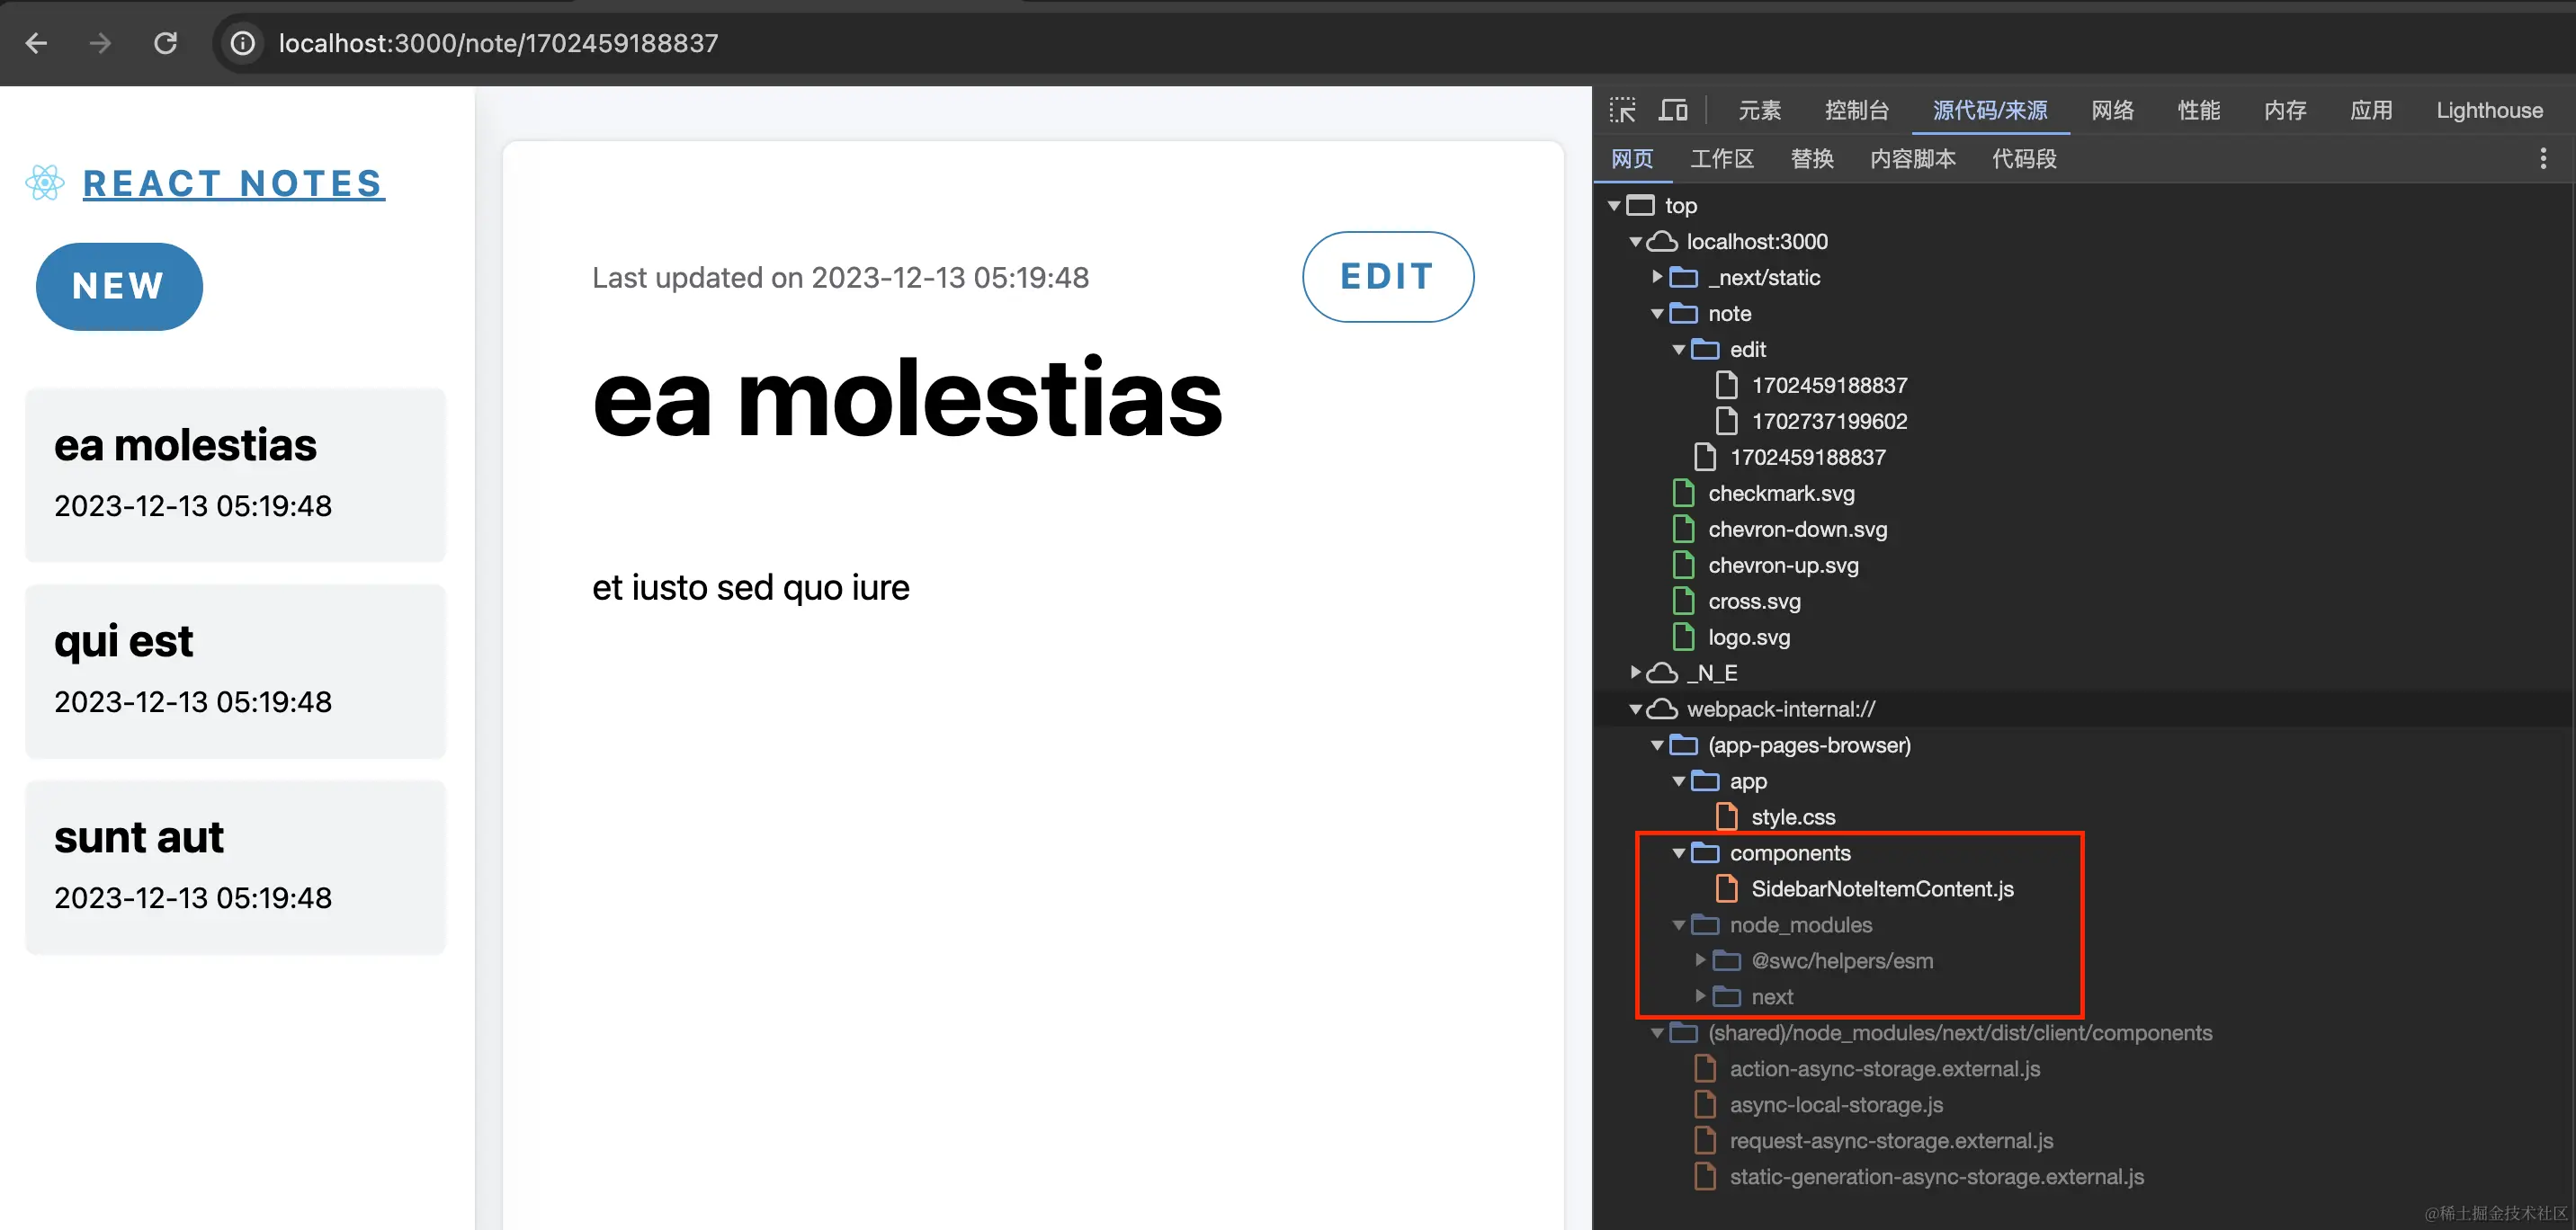 localhost:3000/note/1702459188837
REACT NOTES
NEW
ea molestias
2023-12-13 05:19:48
qui est
2023-12-13 05:19:48
sunt aut
2023-12-13 05:19:48
Last updated on 2023-12-13 05:19:48
EDIT
ea molestias
et iusto sed quo iure
元素 控制台 源代码/来源 网络 性能 内存 应用 Lighthouse
网页 工作区 替换 内容脚本 代码段
top
localhost:3000
_next/static
note
edit
1702459188837
1702737199602
1702459188837
checkmark.svg
chevron-down.svg
chevron-up.svg
cross.svg
logo.svg
_N_E
webpack-internal://
(app-pages-browser)
app
style.css
components
SidebarNoteItemContent.js
node_modules
@swc/helpers/esm
next
(shared)/node_modules/next/dist/client/components
action-async-storage.external.js
async-local-storage.js
request-async-storage.external.js
static-generation-async-storage.external.js
@稀土掘金技术社区